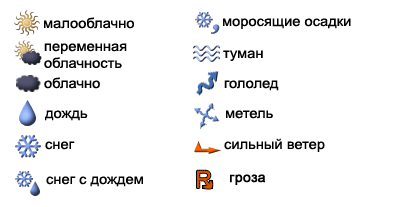 малооблачно
переменная
облачность
облачно
дождь
снег
снег с дождем
моросящие осадки
туман
гололед
метель
сильный ветер
гроза